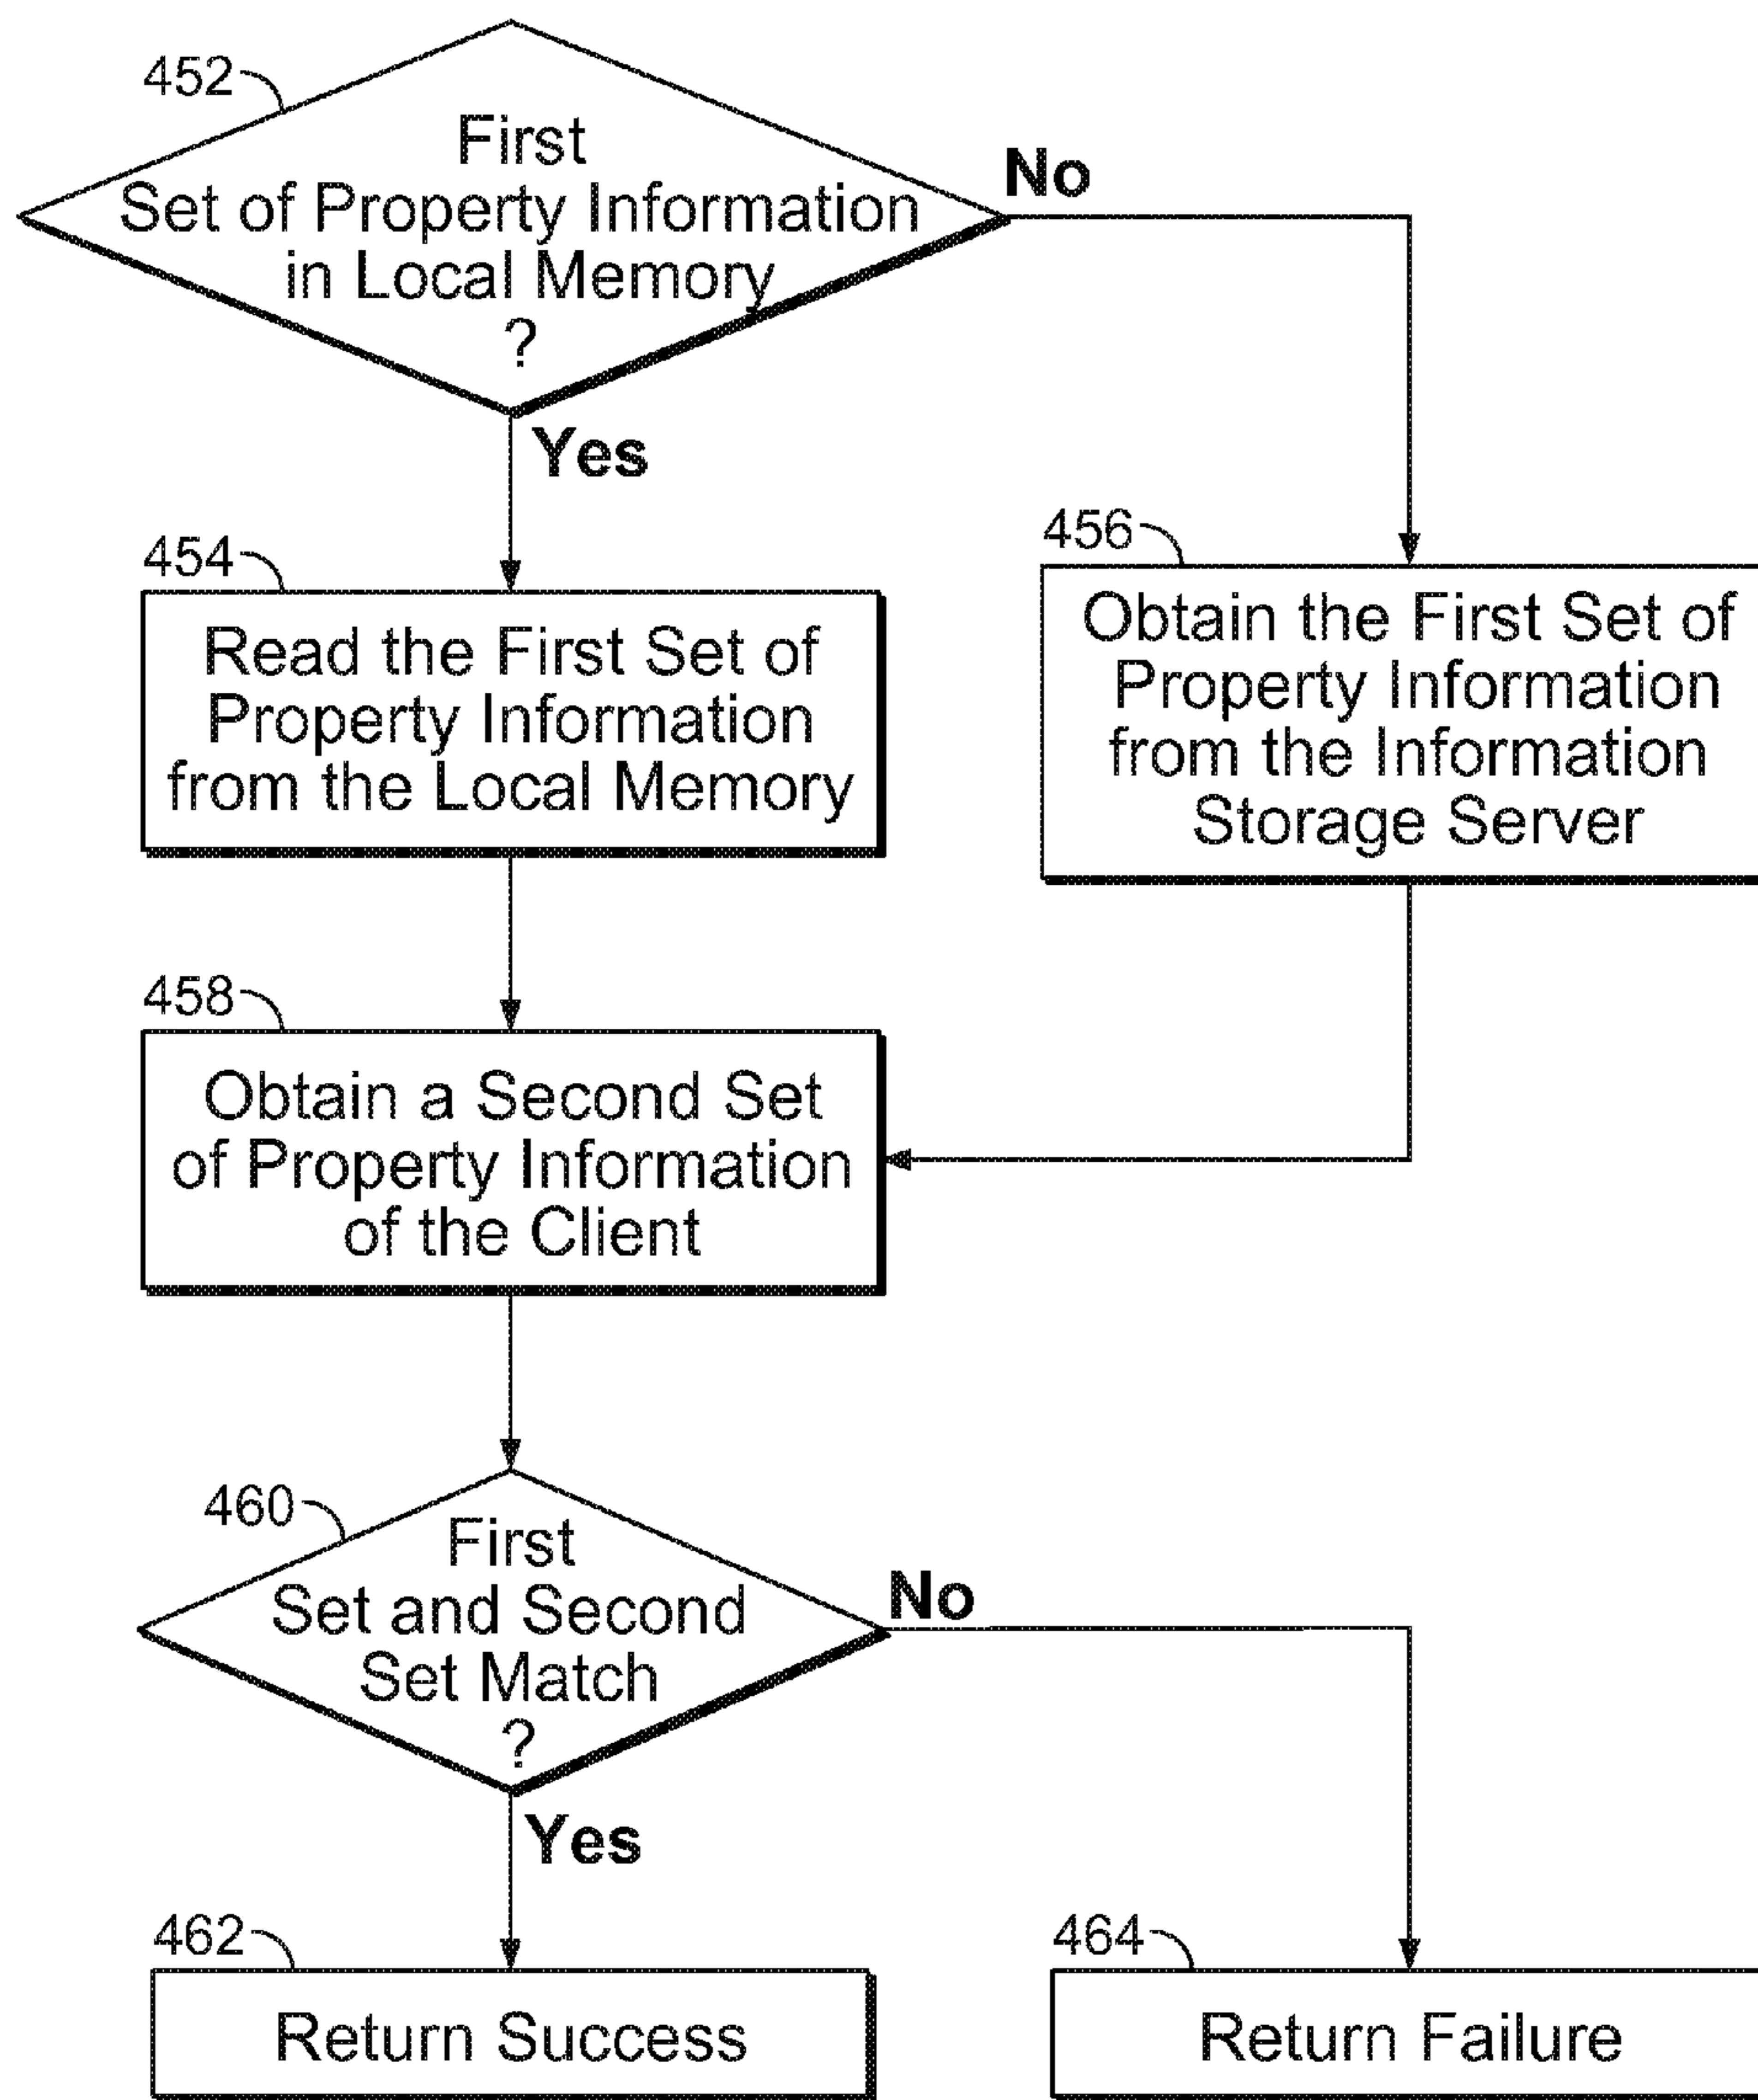 452
First
Set of Property Information
in Local Memory
?
No
Yes
454
Read the First Set of
Property Information
from the Local Memory
456
Obtain the First Set of
Property Information
from the Information
Storage Server
458
Obtain a Second Set
of Property Information
of the Client
460
First
Set and Second
Set Match
?
No
Yes
462
Return Success
464
Return Failure